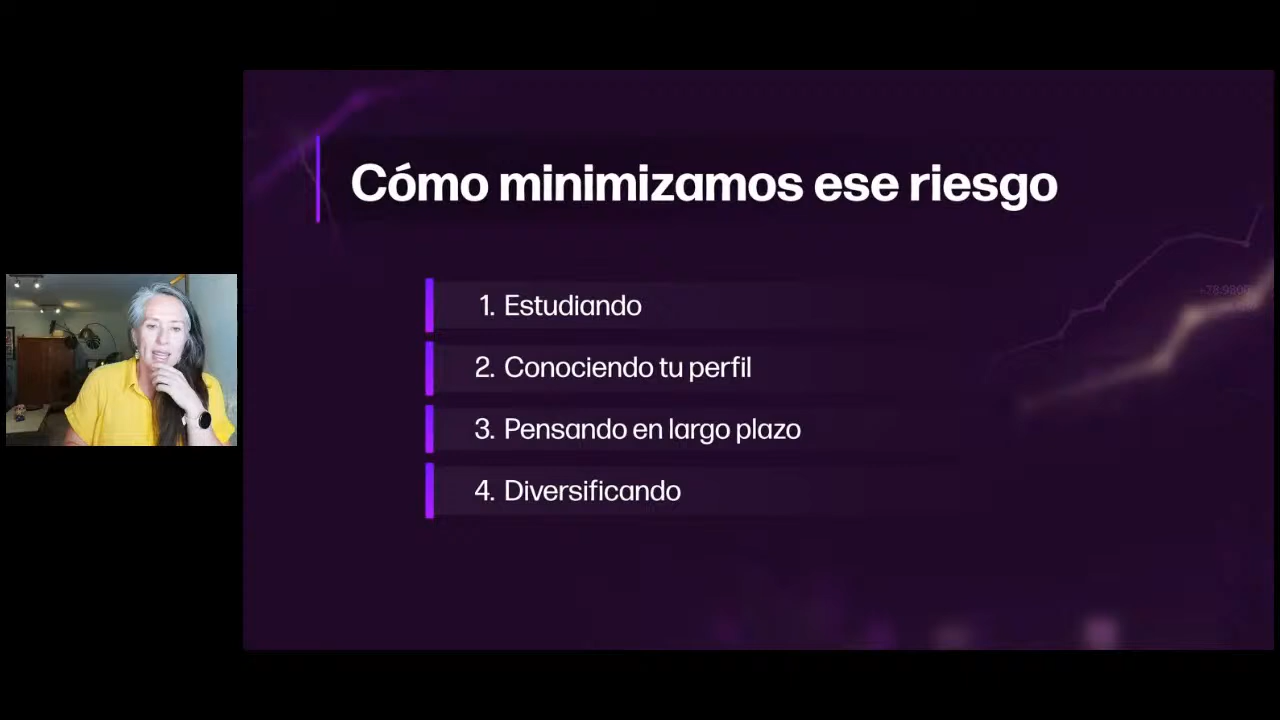 Cómo minimizamos ese riesgo
1. Estudiando
2. Conociendo tu perfil
3. Pensando en largo plazo
4. Diversificando